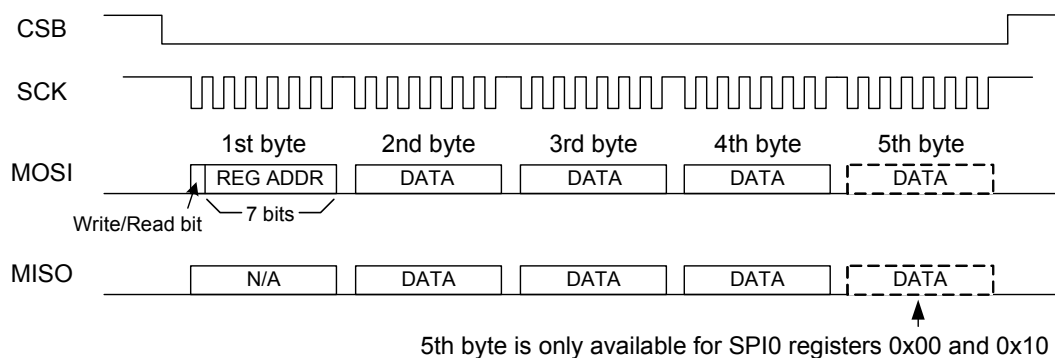 CSB
SCK
1st byte 2nd byte 3rd byte 4th byte 5th byte
MOSI REG ADDR DATA DATA DATA DATA
Write/Read bit 7 bits
MISO N/A DATA DATA DATA DATA
5th byte is only available for SPI0 registers 0x00 and 0x10